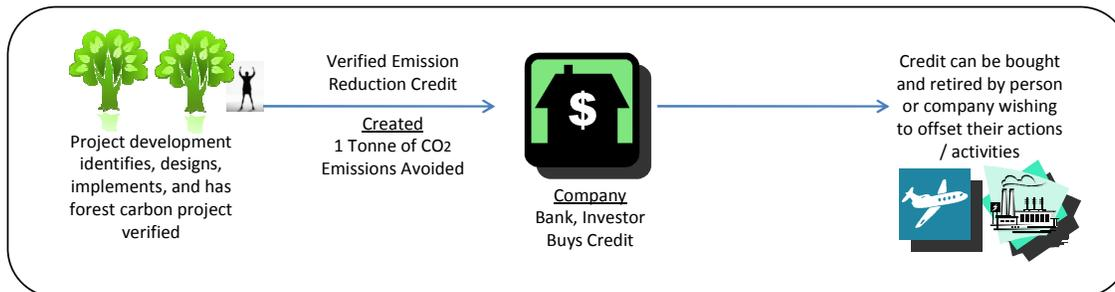 Project development
identifies, designs,
implements, and has
forest carbon project
verified
Verified Emission
Reduction Credit
Created
1 Tonne of CO2
Emissions Avoided
$
Company
Bank, Investor
Buys Credit
Credit can be bought
and retired by person
or company wishing
to offset their actions
/ activities